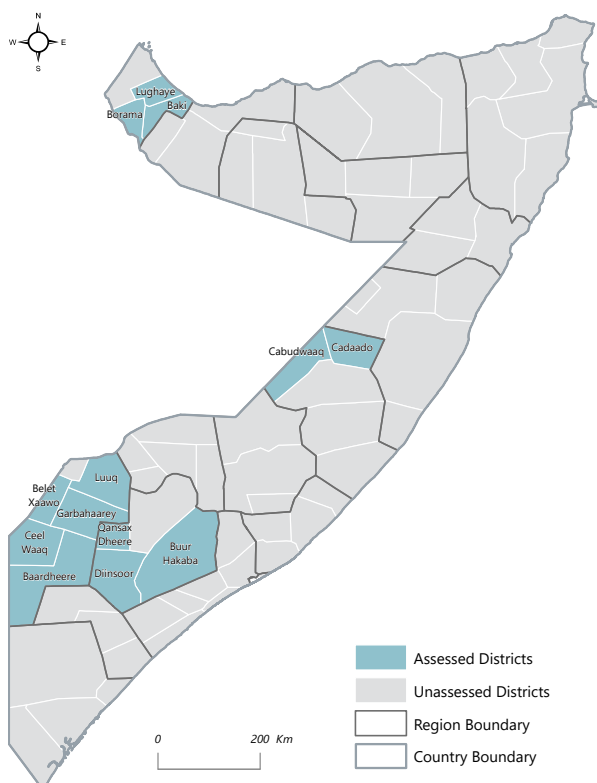 N
W E
S
Lughaye
Baki
Borama
Cabudwaaq
Cadaado
Luuq
Belet
Xaawo
Garbahaarey
Qansax
Dheere
Ceel
Waaq
Buur
Hakaba
Baardheere
Diinsoor
Assessed Districts
Unassessed Districts
Region Boundary
Country Boundary
0 200 Km